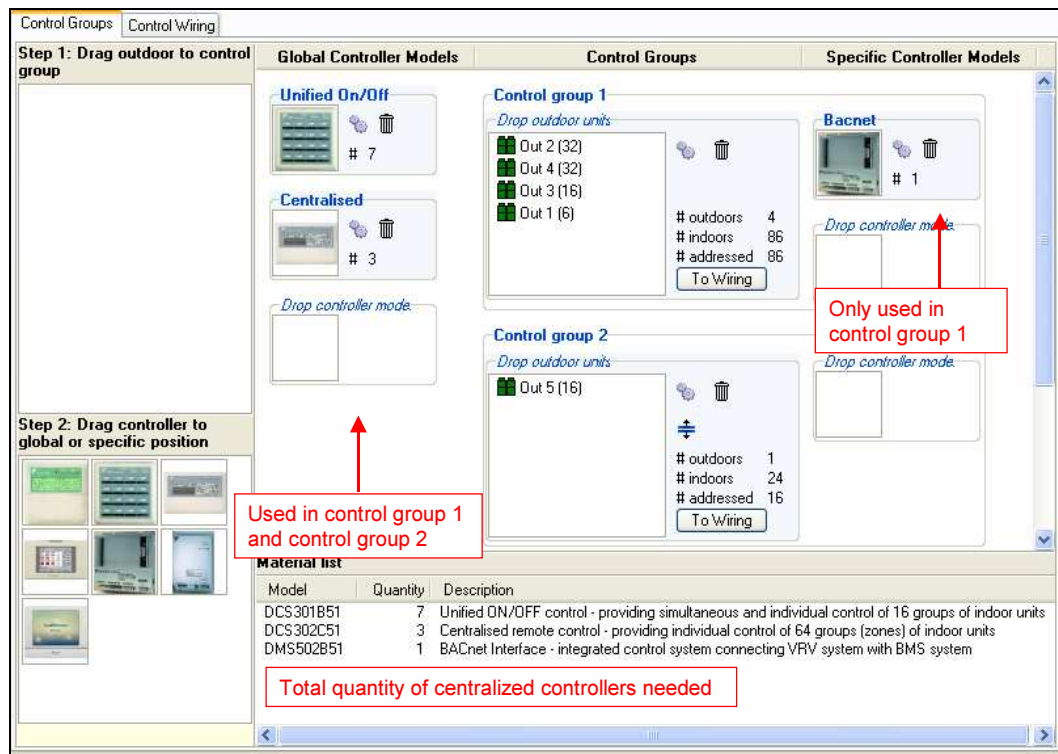 Control Groups
Control Wiring
Step 1: Drag outdoor to control
group
Global Controller Models
Control Groups
Specific Controller Models
Unified On/Off
# 7
Centralised
# 3
Drop controller mode.
Used in control group 1
and control group 2
Control group 1
Drop outdoor units
Out 2 (32)
Out 4 (32)
Out 3 (16)
Out 1 (6)
# outdoors 4
# indoors 86
# addressed 86
To Wiring
Bacnet
# 1
Drop controller mode.
Only used in
control group 1
Control group 2
Drop outdoor units
Out 5 (16)
# outdoors 1
# indoors 24
# addressed 16
To Wiring
Drop controller mode.
Step 2: Drag controller to
global or specific position
Material list
Model Quantity Description
DCS301B51 7 Unified ON/OFF control - providing simultaneous and individual control of 16 groups of indoor units
DCS302C51 3 Centralised remote control - providing individual control of 64 groups (zones) of indoor units
DMS502B51 1 BACnet Interface - integrated control system connecting VRV system with BMS system
Total quantity of centralized controllers needed